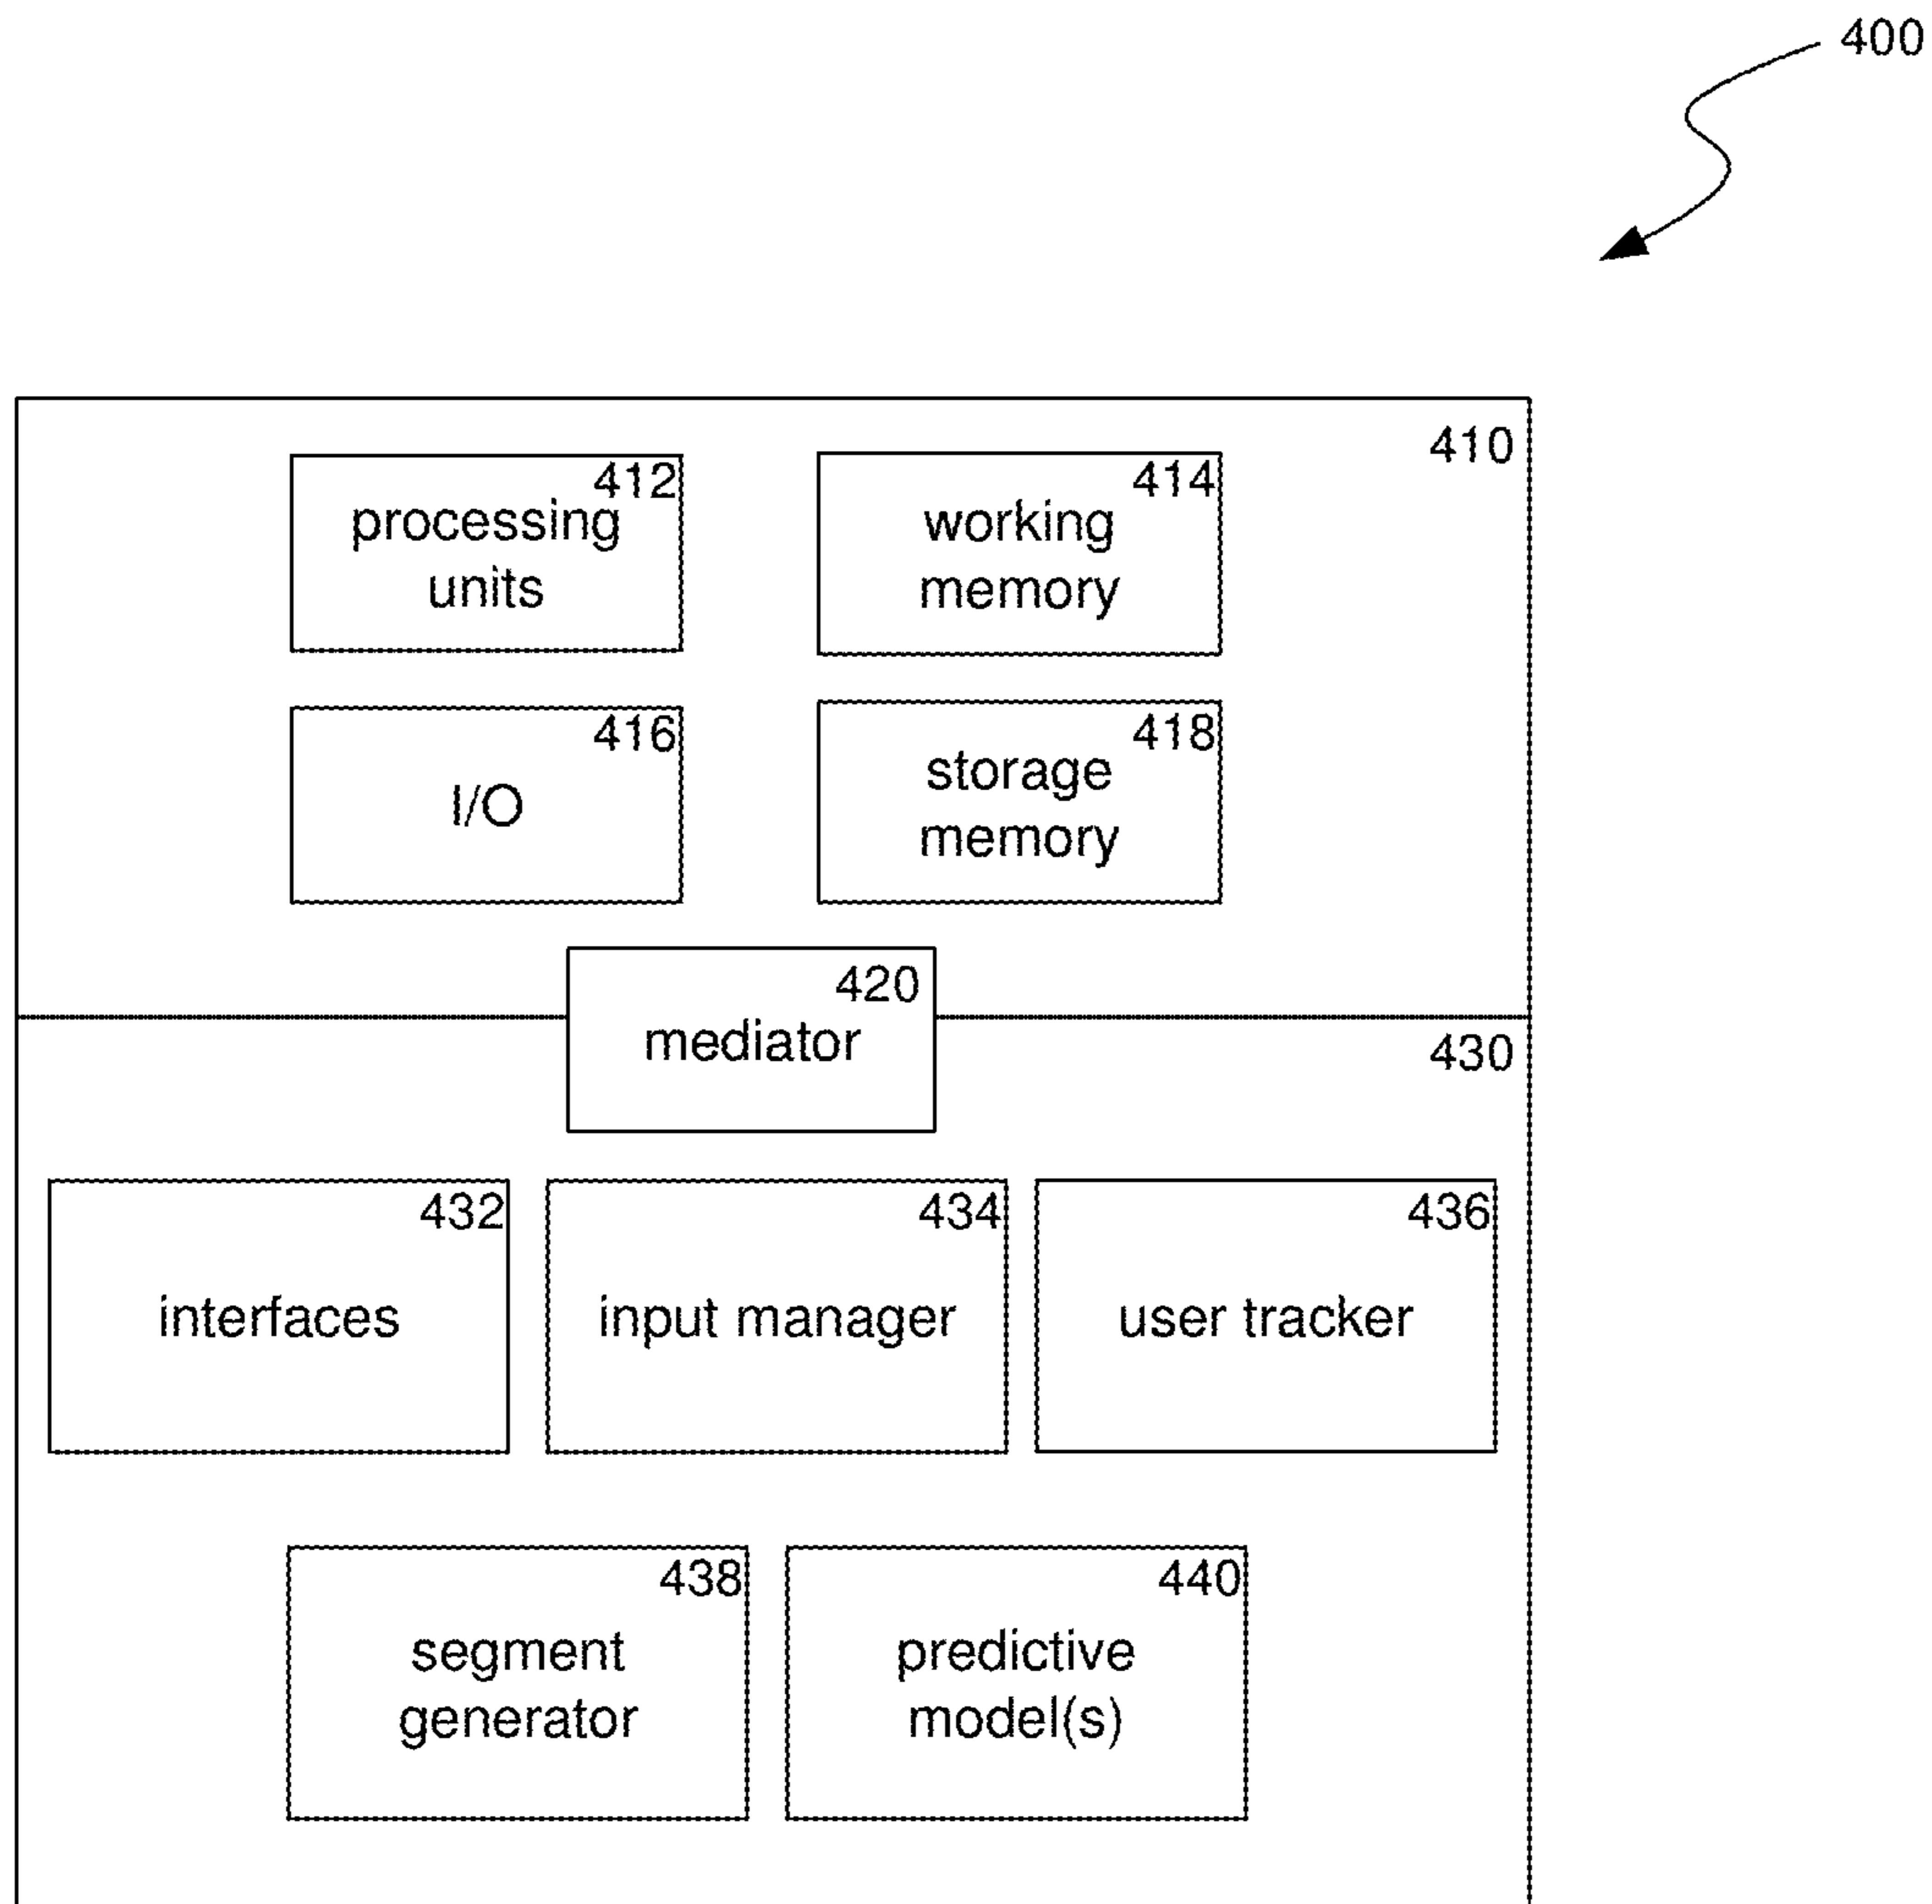 400
410
412
processing
units
414
working
memory
416
I/O
418
storage
memory
420
mediator
430
432
interfaces
434
input manager
436
user tracker
438
segment
generator
440
predictive
model(s)